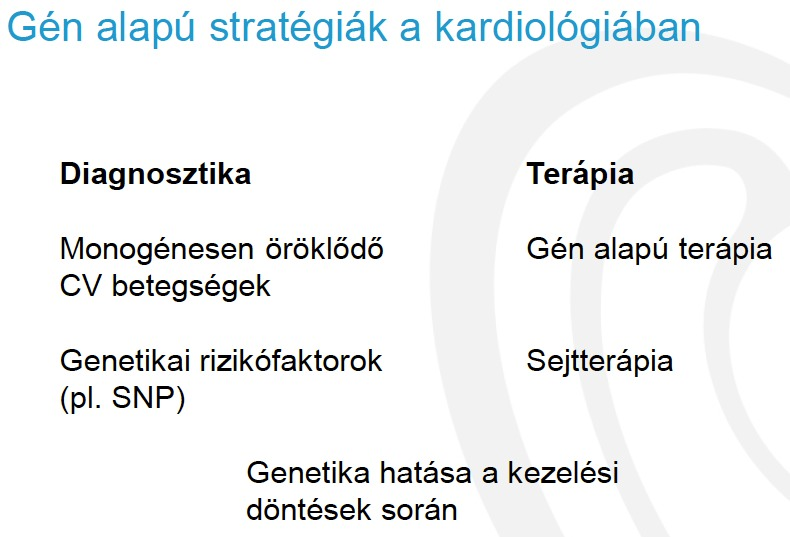 Gén alapú stratégiák a kardiológiában
Diagnosztika
Terápia
Monogénesen öröklődő
CV betegségek
Gén alapú terápia
Genetikai rizikófaktorok
(pl. SNP)
Sejtterápia
Genetika hatása a kezelési
döntések során